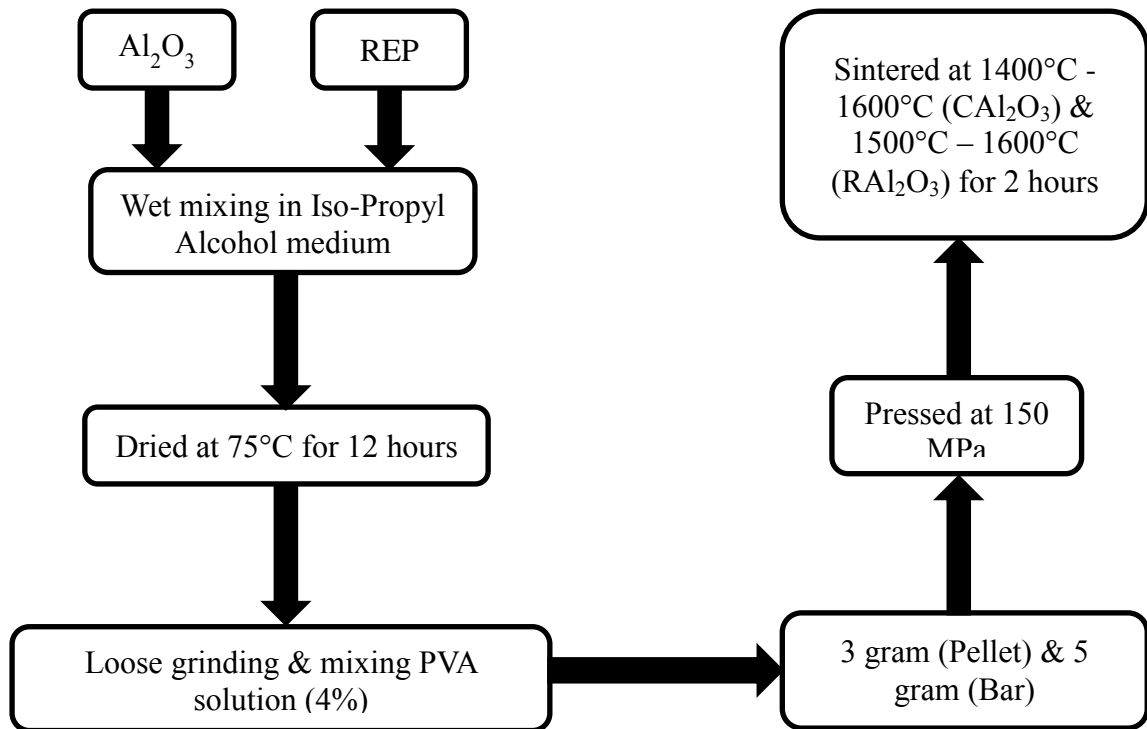 Al₂O₃
REP
Wet mixing in Iso-Propyl
Alcohol medium
Dried at 75°C for 12 hours
Loose grinding & mixing PVA
solution (4%)
3 gram (Pellet) & 5
gram (Bar)
Pressed at 150
MPa
Sintered at 1400°C -
1600°C (CAl₂O₃) &
1500°C – 1600°C
(RAl₂O₃) for 2 hours